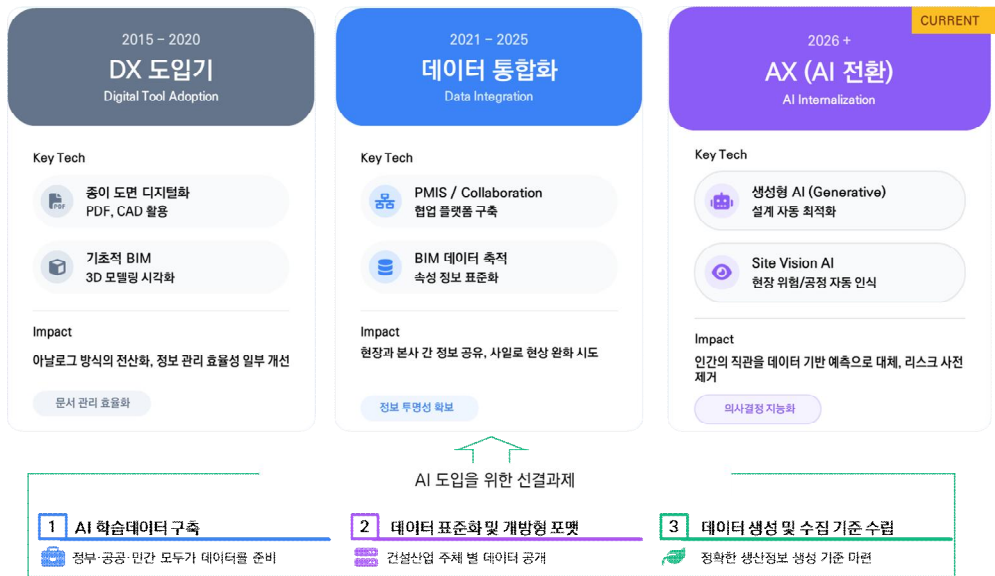 2015 – 2020
DX 도입기
Digital Tool Adoption
Key Tech
종이 도면 디지털화
PDF, CAD 활용
PDF
기초적 BIM
3D 모델링 시각화
Impact
아날로그 방식의 전산화, 정보 관리 효율성 일부 개선
문서 관리 효율화
2021 – 2025
데이터 통합화
Data Integration
Key Tech
PMIS / Collaboration
협업 플랫폼 구축
BIM 데이터 축적
속성 정보 표준화
Impact
현장과 본사 간 정보 공유, 사일로 현상 완화 시도
정보 투명성 확보
CURRENT
2026 +
AX (AI 전환)
AI Internalization
Key Tech
생성형 AI (Generative)
설계 자동 최적화
Site Vision AI
현장 위험/공정 자동 인식
Impact
인간의 직관을 데이터 기반 예측으로 대체, 리스크 사전
제거
의사결정 지능화
AI 도입을 위한 선결과제
1 AI 학습데이터 구축
정부·공공·민간 모두가 데이터를 준비
2 데이터 표준화 및 개방형 포맷
건설산업 주체 별 데이터 공개
3 데이터 생성 및 수집 기준 수립
정확한 생산정보 생성 기준 마련